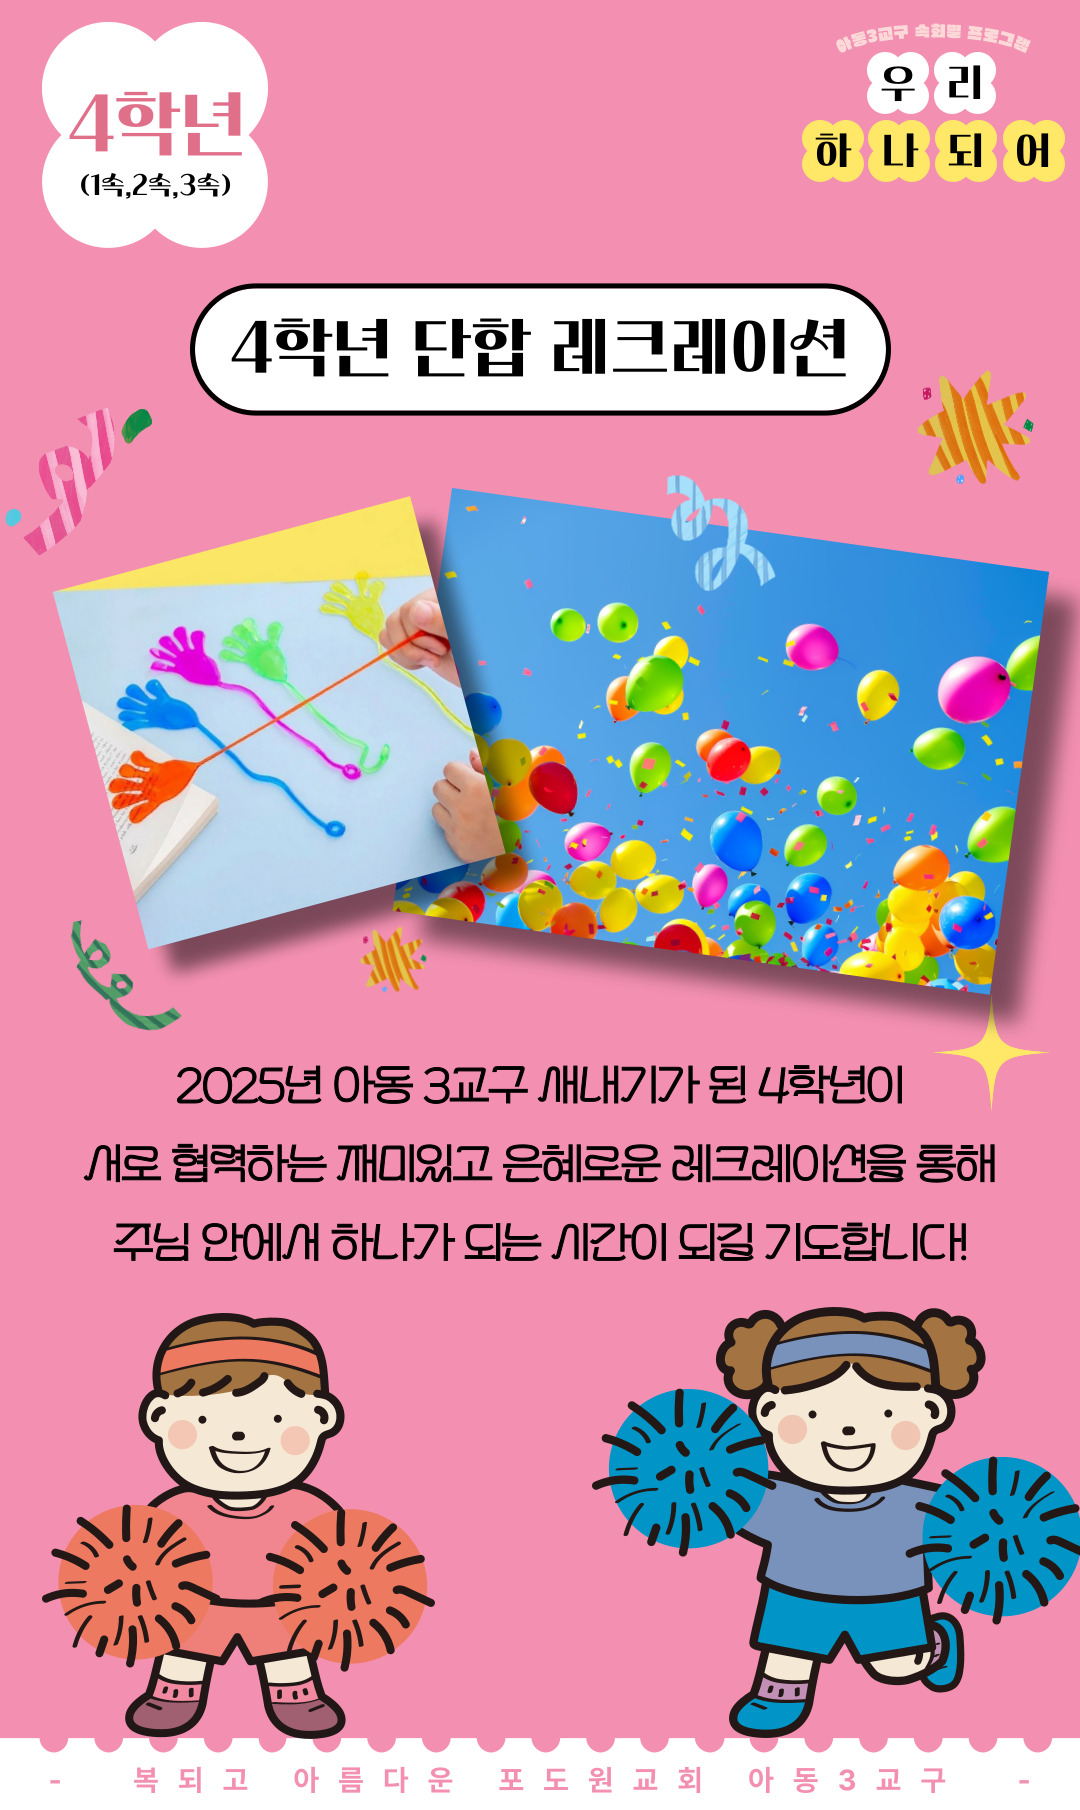 4학년
(1속,2속,3속)
아동3교구 속회별 프로그램
우리
하나되어
4학년 단합 레크레이션
2025년 아동 3교구 새내기가 된 4학년이
서로 협력하는 재미있고 은혜로운 레크레이션을 통해
주님 안에서 하나가 되는 시간이 되길 기도합니다!
- 복되고 아름다운 포도원교회 아동3교구 -